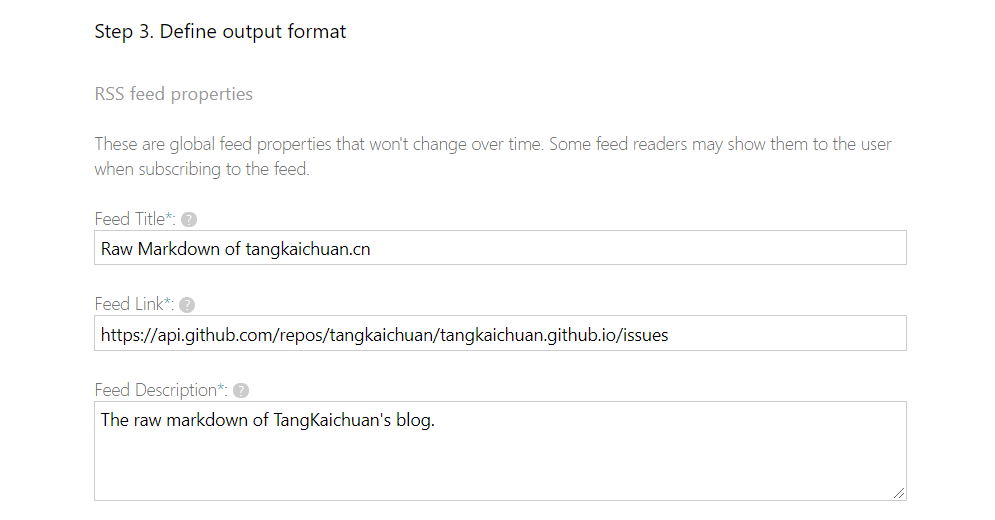 Step 3. Define output format
RSS feed properties
These are global feed properties that won't change over time. Some feed readers may show them to the user
when subscribing to the feed.
Feed Title*: ?
Raw Markdown of tangkaichuan.cn
Feed Link*: ?
https://api.github.com/repos/tangkaichuan/tangkaichuan.github.io/issues
Feed Description*: ?
The raw markdown of TangKaichuan's blog.